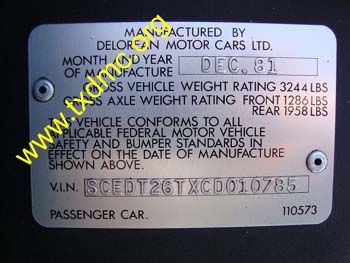 MANUFACTURED BY
DELOREAN MOTOR CARS LTD.
MONTH AND YEAR
OF MANUFACTURE DEC. 81
GROSS VEHICLE WEIGHT RATING 3244 LBS
GROSS AXLE WEIGHT RATING FRONT 1286 LBS
REAR 1958 LBS
THIS VEHICLE CONFORMS TO ALL
APPLICABLE FEDERAL MOTOR VEHICLE
SAFETY AND BUMPER STANDARDS IN
EFFECT ON THE DATE OF MANUFACTURE
SHOWN ABOVE.
V.I.N. SCEDT26TXCD010785
PASSENGER CAR. 110573
www.txdmc.org